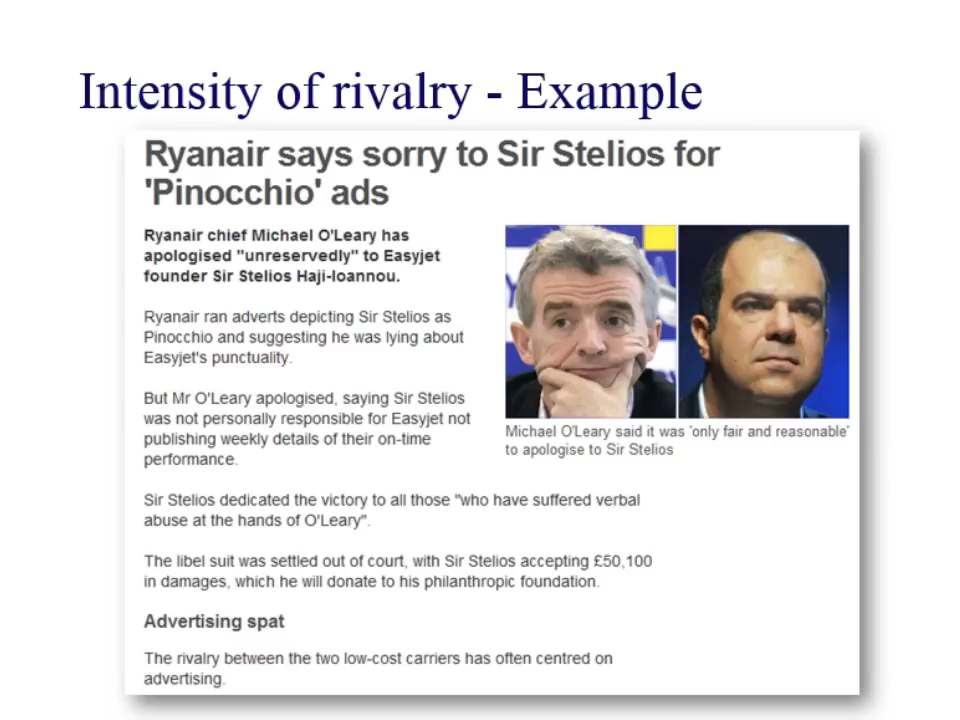 Intensity of rivalry - Example
Ryanair says sorry to Sir Stelios for
'Pinocchio' ads
Ryanair chief Michael O'Leary has
apologised "unreservedly" to Easyjet
founder Sir Stelios Haji-Ioannou.
Ryanair ran adverts depicting Sir Stelios as
Pinocchio and suggesting he was lying about
Easyjet's punctuality.
But Mr O'Leary apologised, saying Sir Stelios
was not personally responsible for Easyjet not
publishing weekly details of their on-time
performance.
Michael O'Leary said it was 'only fair and reasonable'
to apologise to Sir Stelios
Sir Stelios dedicated the victory to all those "who have suffered verbal
abuse at the hands of O'Leary".
The libel suit was settled out of court, with Sir Stelios accepting £50,100
in damages, which he will donate to his philanthropic foundation.
Advertising spat
The rivalry between the two low-cost carriers has often centred on
advertising.